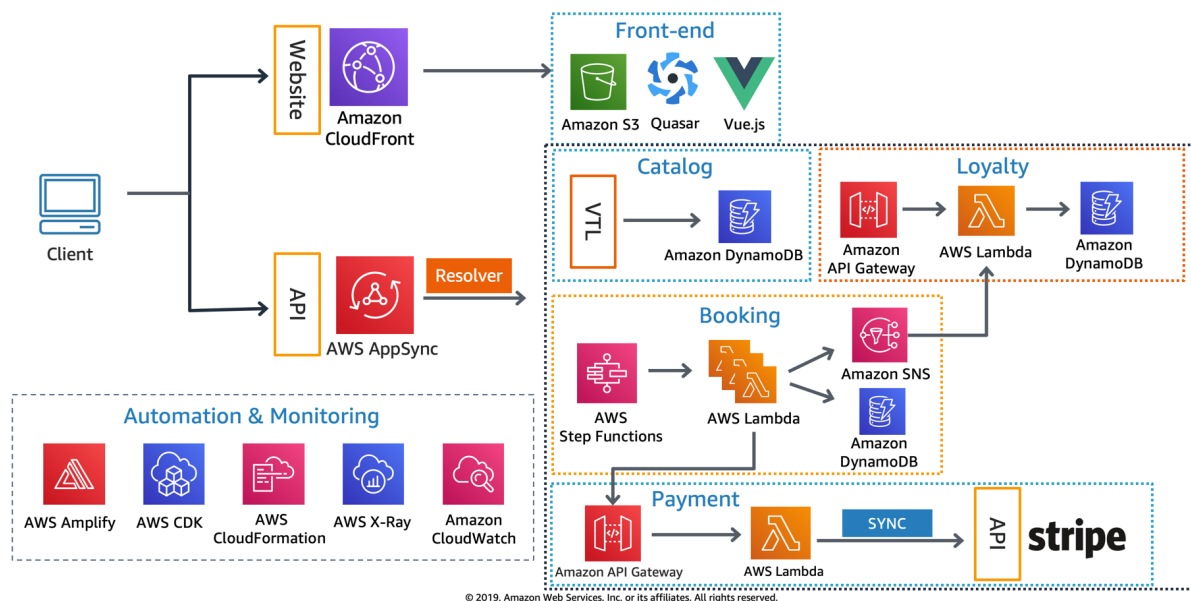 Website
Amazon
CloudFront
Front-end
Amazon S3
Quasar
Vue.js
Client
API
Resolver
AWS AppSync
Catalog
VTL
Amazon DynamoDB
Loyalty
Amazon
API Gateway
AWS Lambda
Amazon
DynamoDB
Booking
AWS
Step Functions
AWS Lambda
Amazon SNS
Amazon
DynamoDB
Automation & Monitoring
AWS Amplify
AWS CDK
AWS
CloudFormation
AWS X-Ray
Amazon
CloudWatch
Payment
Amazon API Gateway
AWS Lambda
SYNC
API
stripe
© 2019, Amazon Web Services, Inc. or its affiliates. All rights reserved.